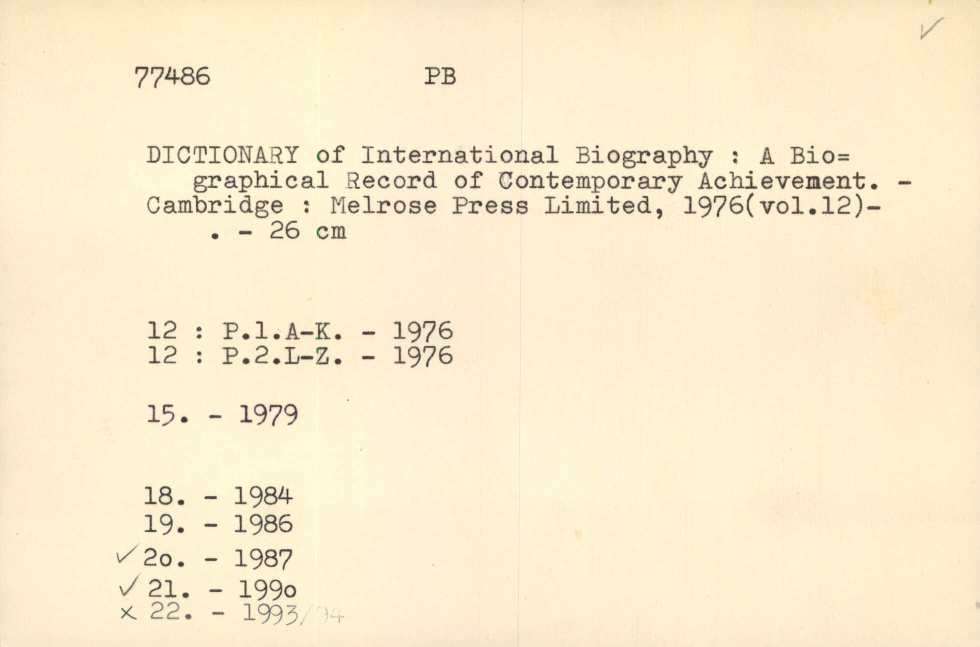 77486 PB
DICTIONARY of International Biography : A Bio=
graphical Record of Contemporary Achievement. -
Cambridge : Melrose Press Limited, 1976(vol.12)-
. - 26 cm
12 : P.1.A-K. - 1976
12 : P.2.L-Z. - 1976
15. - 1979
18. - 1984
19. - 1986
✓ 2o. - 1987
✓ 21. - 199o
x 22. - 1993/94